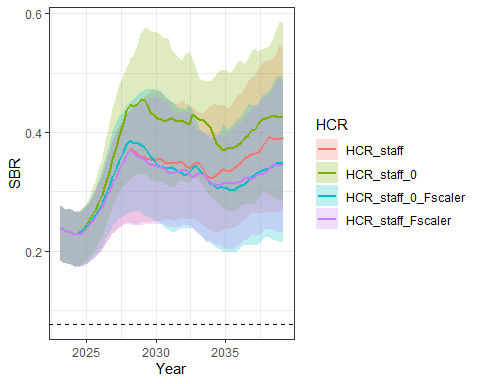 SBR
0.6
0.4
0.2
2025 2030 2035
Year
HCR
HCR_staff
HCR_staff_0
HCR_staff_0_Fscaler
HCR_staff_Fscaler